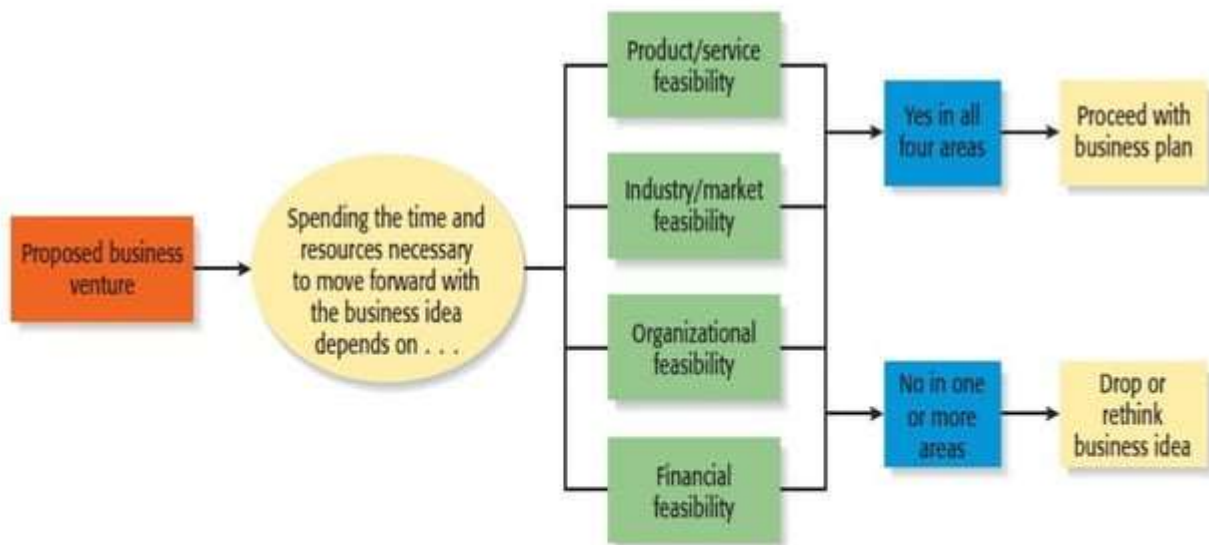 Proposed business
venture
Spending the time and
resources necessary
to move forward with
the business idea
depends on . . .
Product/service
feasibility
Industry/market
feasibility
Organizational
feasibility
Financial
feasibility
Yes in all
four areas
Proceed with
business plan
No in one
or more
areas
Drop or
rethink
business idea